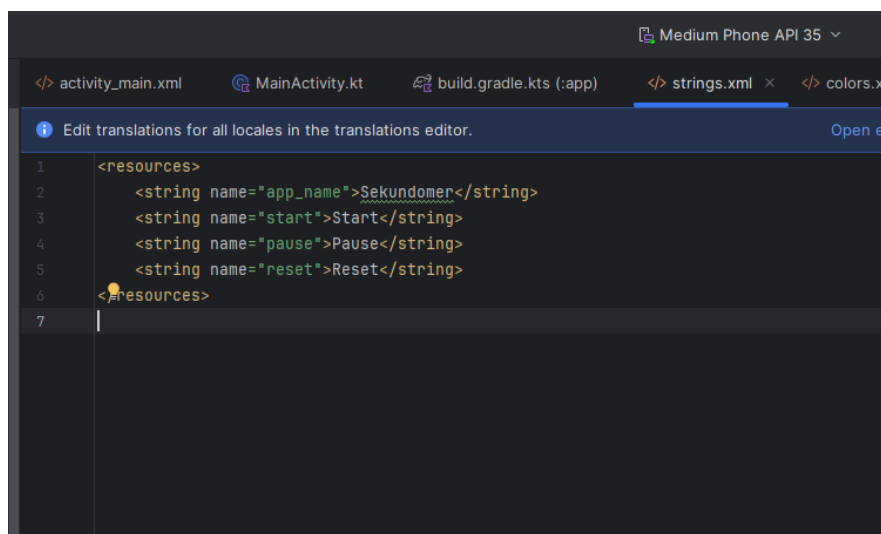 Medium Phone API 35
activity_main.xml MainActivity.kt build.gradle.kts (:app) strings.xml colors.x
Edit translations for all locales in the translations editor. Open e
1 <resources>
2 <string name="app_name">Sekundomer</string>
3 <string name="start">Start</string>
4 <string name="pause">Pause</string>
5 <string name="reset">Reset</string>
6 </resources>
7